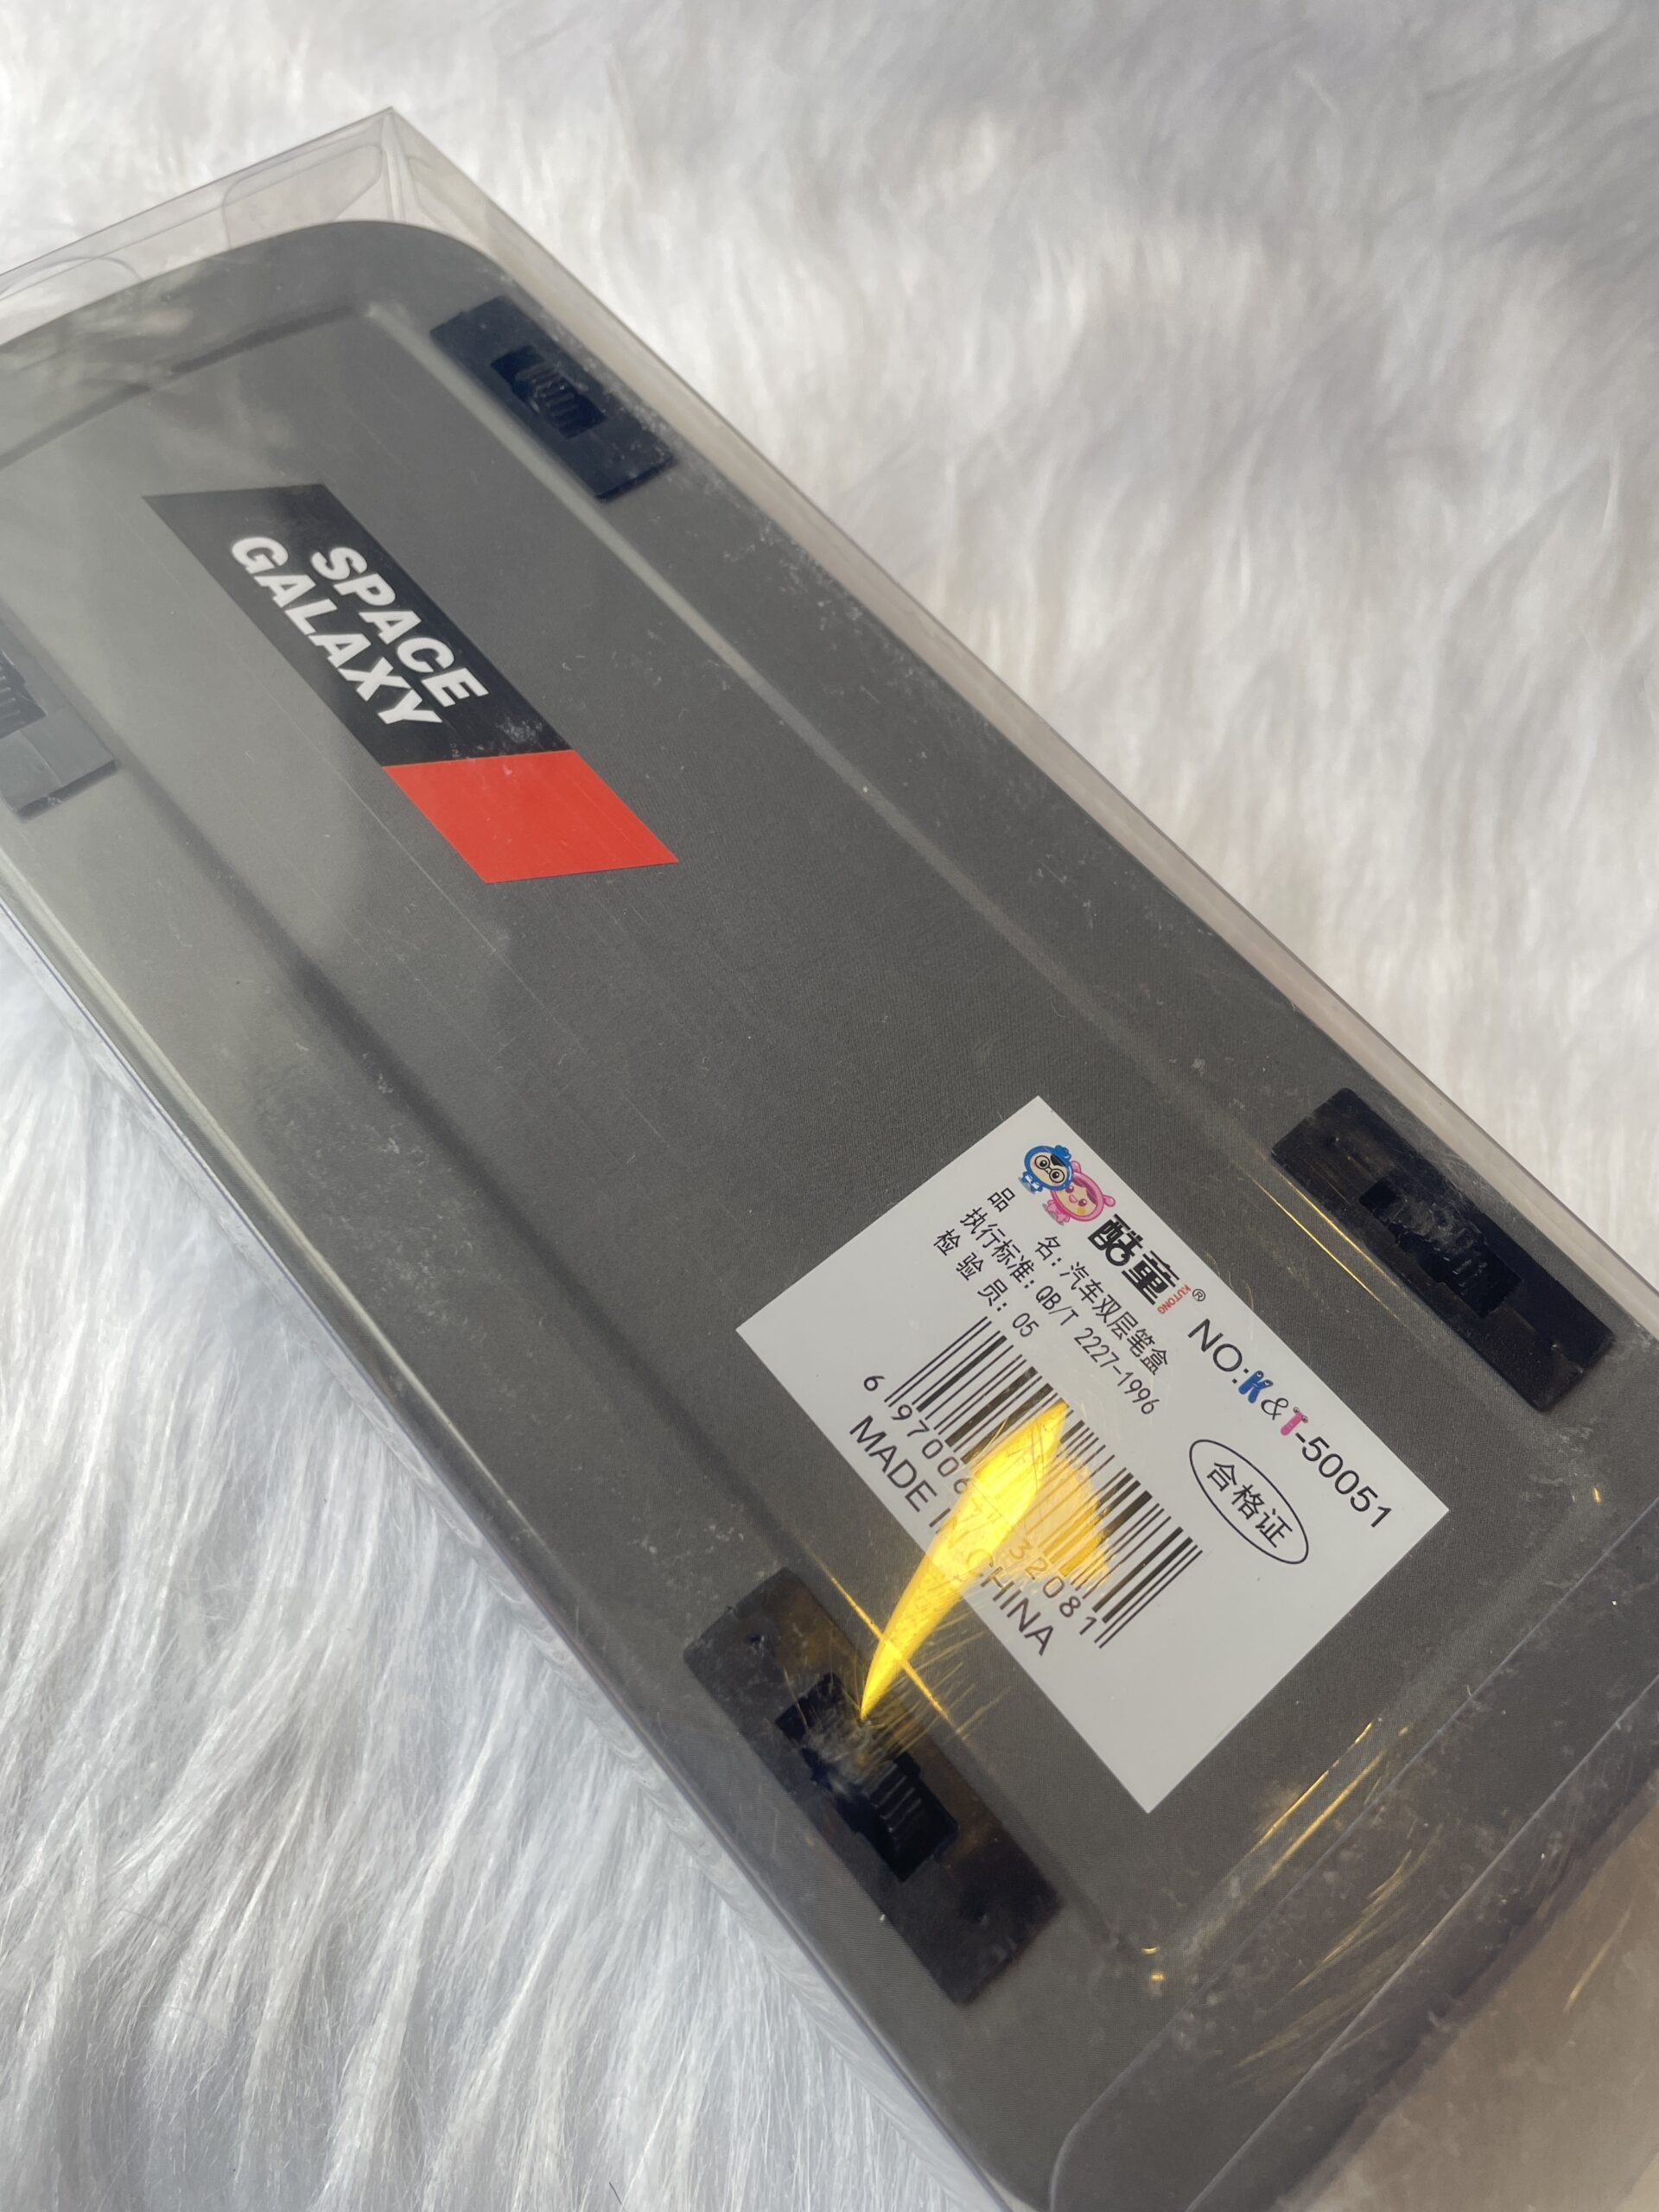 SPACE
GALAXY
酷童® KUTONG
NO:K&T-50051
品 名: 汽车双层笔盒
执行标准: QB/T 2227-1996
检 验 员: 05
合格证
MADE IN CHINA